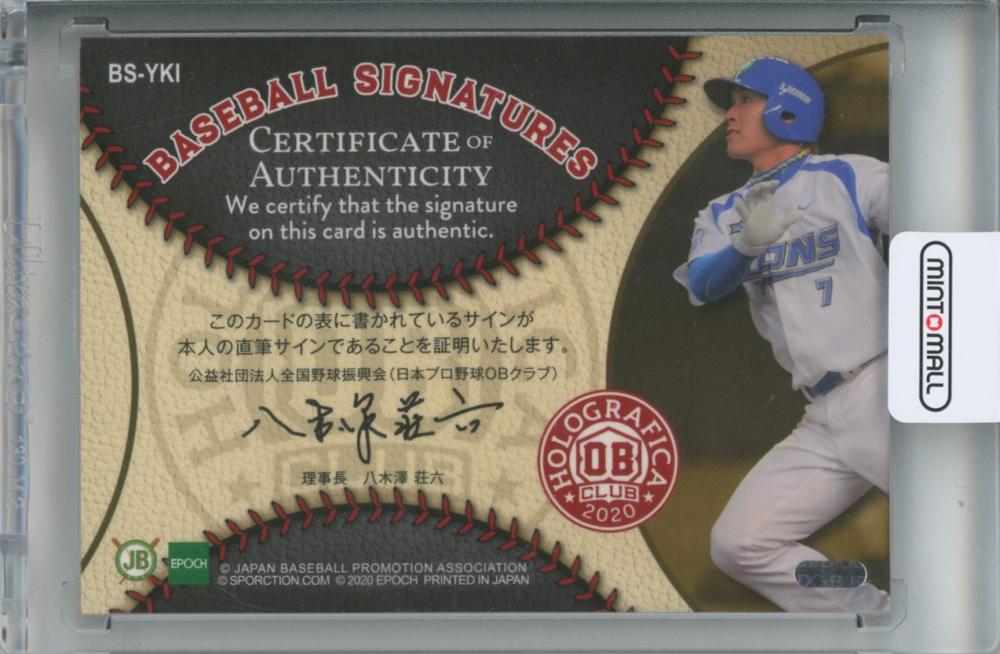 BS-YKI
BASEBALL SIGNATURES
CERTIFICATE OF
AUTHENTICITY
We certify that the signature
on this card is authentic.
このカードの表に書かれているサインが
本人の直筆サインであることを証明いたします。
公益社団法人全国野球振興会(日本プロ野球OBクラブ)
八木澤荘六
理事長 八木澤 荘六
HOLOGRAFICA
OB
CLUB
2020
JB
EPOCH
© JAPAN BASEBALL PROMOTION ASSOCIATION
© SPORCTION.COM © 2020 EPOCH PRINTED IN JAPAN
LIONS
IONS
7
MINT MALL